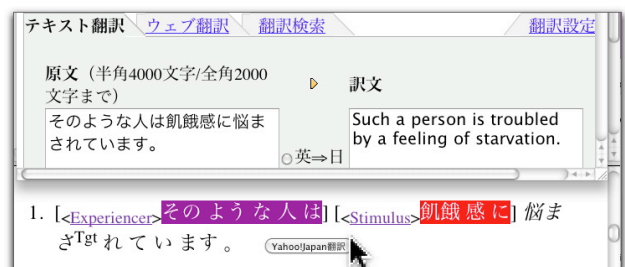 テキスト翻訳 ウェブ翻訳 翻訳検索 翻訳設定
原文（半角4000文字/全角2000
文字まで）
訳文
そのような人は飢餓感に悩ま
されています。
英⇒日
Such a person is troubled
by a feeling of starvation.
1. [<Experiencer>そ の よ う な 人 は] [<Stimulus>飢餓 感 に] 悩ま
さTgt れ て い ます 。 Yahoo!Japan翻訳